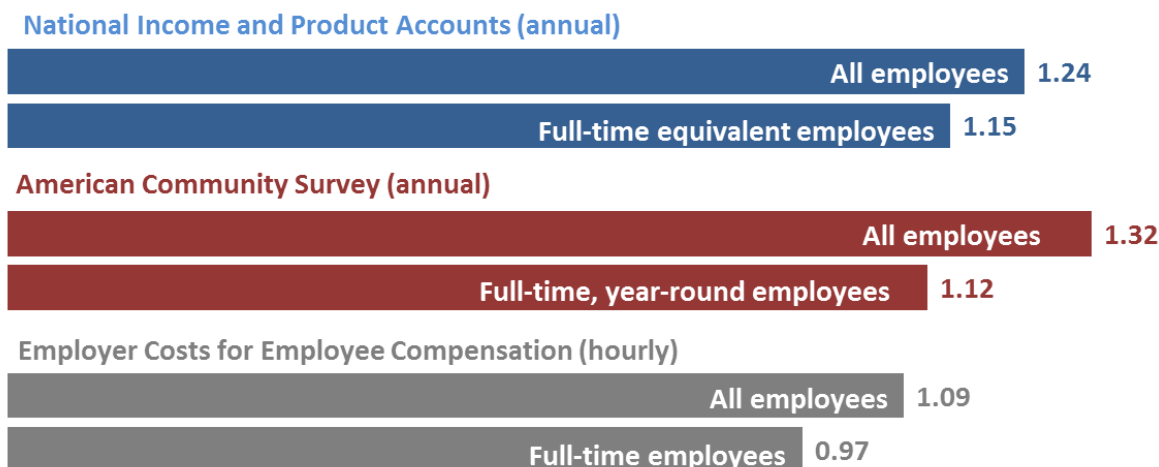 National Income and Product Accounts (annual)
All employees 1.24
Full-time equivalent employees 1.15
American Community Survey (annual)
All employees 1.32
Full-time, year-round employees 1.12
Employer Costs for Employee Compensation (hourly)
All employees 1.09
Full-time employees 0.97